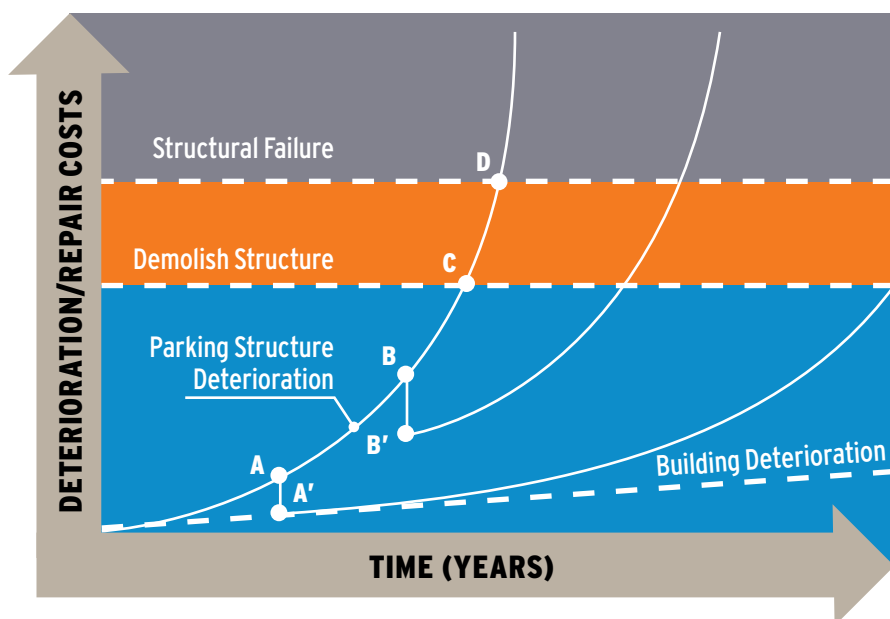 DETERIORATION/REPAIR COSTS
Structural Failure
D
Demolish Structure
C
Parking Structure
Deterioration
B
B′
A
A′
Building Deterioration
TIME (YEARS)